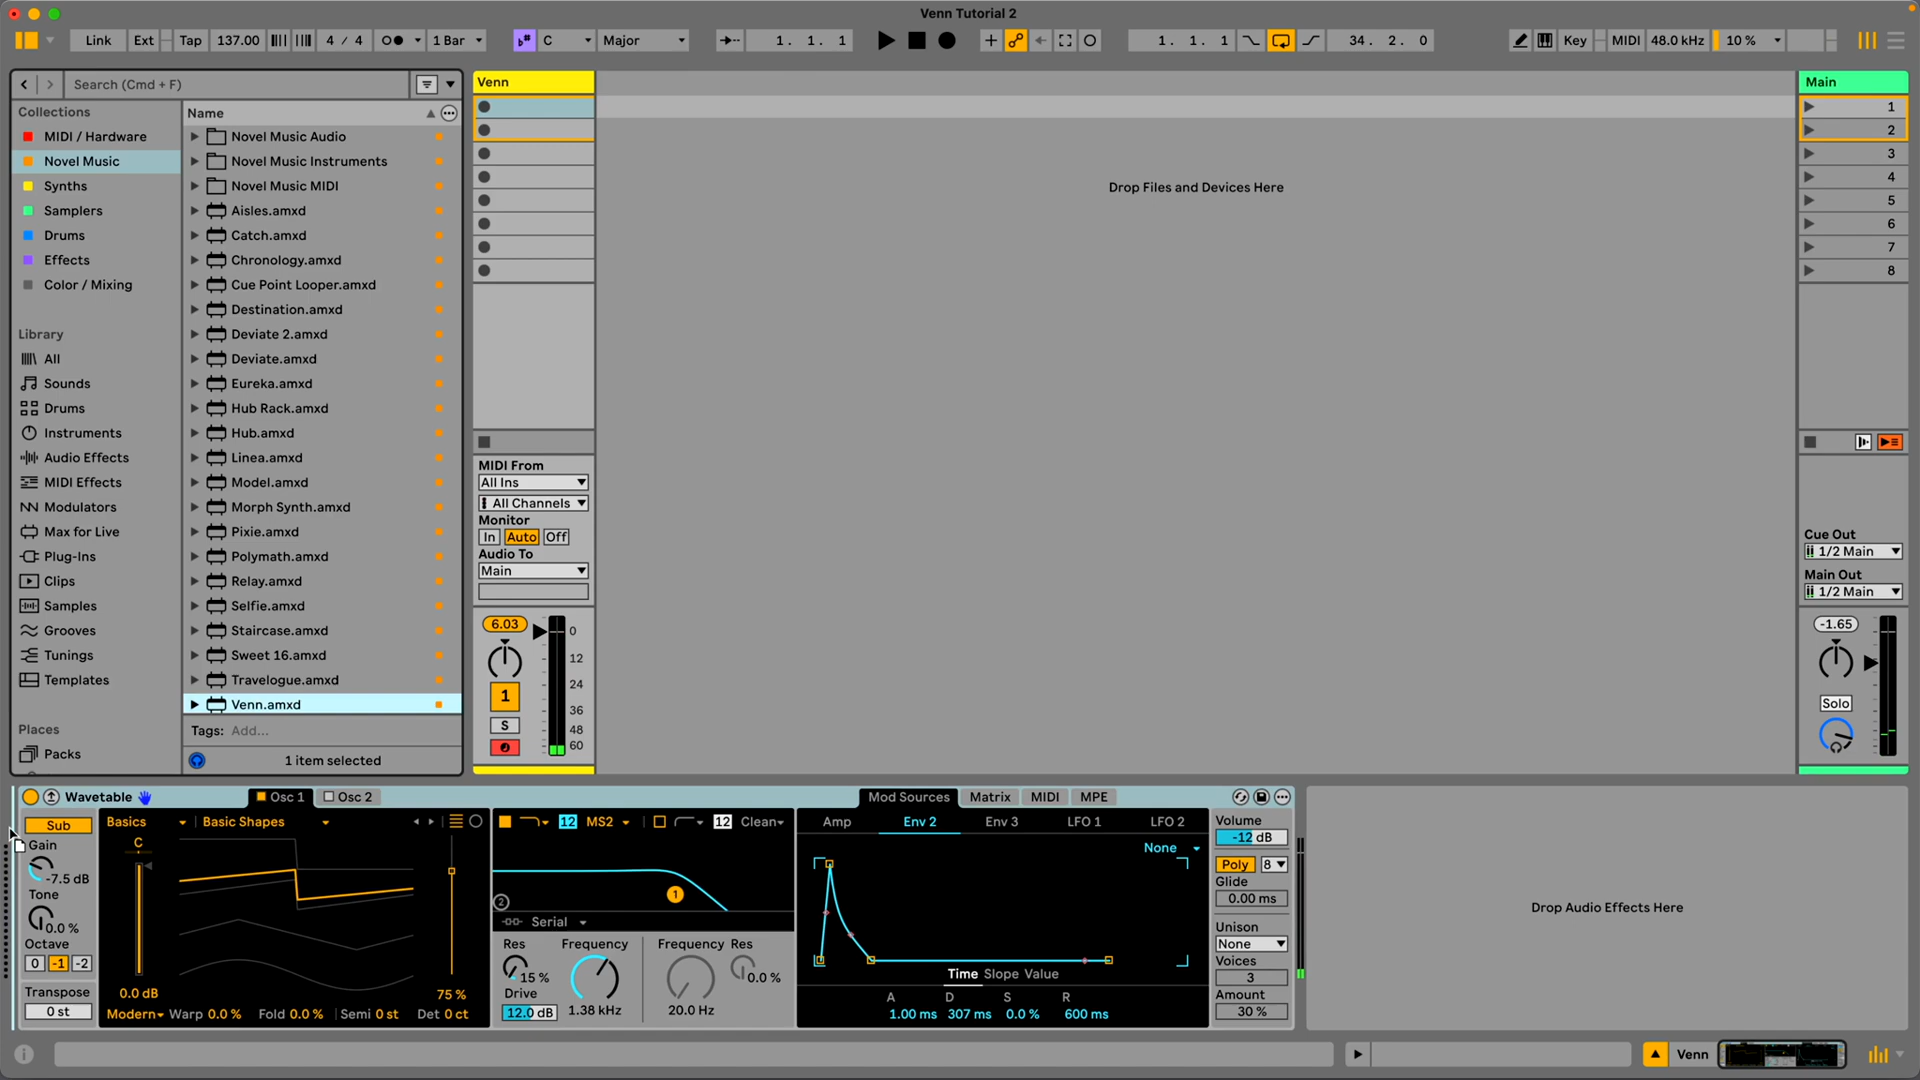 Venn Tutorial 2
Link Ext Tap 137.00 4 / 4 1 Bar C Major 1. 1. 1 1. 1. 1 34. 2. 0 Key MIDI 48.0 kHz 10 %
Search (Cmd + F)
Collections
MIDI / Hardware
Novel Music
Synths
Samplers
Drums
Effects
Color / Mixing
Library
All
Sounds
Drums
Instruments
Audio Effects
MIDI Effects
Modulators
Max for Live
Plug-Ins
Clips
Samples
Grooves
Tunings
Templates
Places
Packs
Name
Novel Music Audio
Novel Music Instruments
Novel Music MIDI
Aisles.amxd
Catch.amxd
Chronology.amxd
Cue Point Looper.amxd
Destination.amxd
Deviate 2.amxd
Deviate.amxd
Eureka.amxd
Hub Rack.amxd
Hub.amxd
Linea.amxd
Model.amxd
Morph Synth.amxd
Pixie.amxd
Polymath.amxd
Relay.amxd
Selfie.amxd
Staircase.amxd
Sweet 16.amxd
Travelogue.amxd
Venn.amxd
Tags: Add...
1 item selected
Venn
MIDI From
All Ins
All Channels
Monitor
In Auto Off
Audio To
Main
6.03
0
12
24
36
48
60
1
S
Drop Files and Devices Here
Main
1
2
3
4
5
6
7
8
Cue Out
1/2 Main
Main Out
1/2 Main
-1.65
Solo
Wavetable
Osc 1 Osc 2
Sub
Gain
-7.5 dB
Tone
0.0 %
Octave
0 -1 -2
Transpose
0 st
Basics Basic Shapes
C
0.0 dB
75 %
Modern Warp 0.0 % Fold 0.0 % Semi 0 st Det 0 ct
12 MS2 12 Clean
1
2
Serial
Res Frequency Frequency Res
15 % 0.0 %
Drive
12.0 dB 1.38 kHz 20.0 Hz
Mod Sources Matrix MIDI MPE
Amp Env 2 Env 3 LFO 1 LFO 2
None
Time Slope Value
A D S R
1.00 ms 307 ms 0.0 % 600 ms
Volume
-12 dB
Poly 8
Glide
0.00 ms
Unison
None
Voices
3
Amount
30 %
Drop Audio Effects Here
Venn